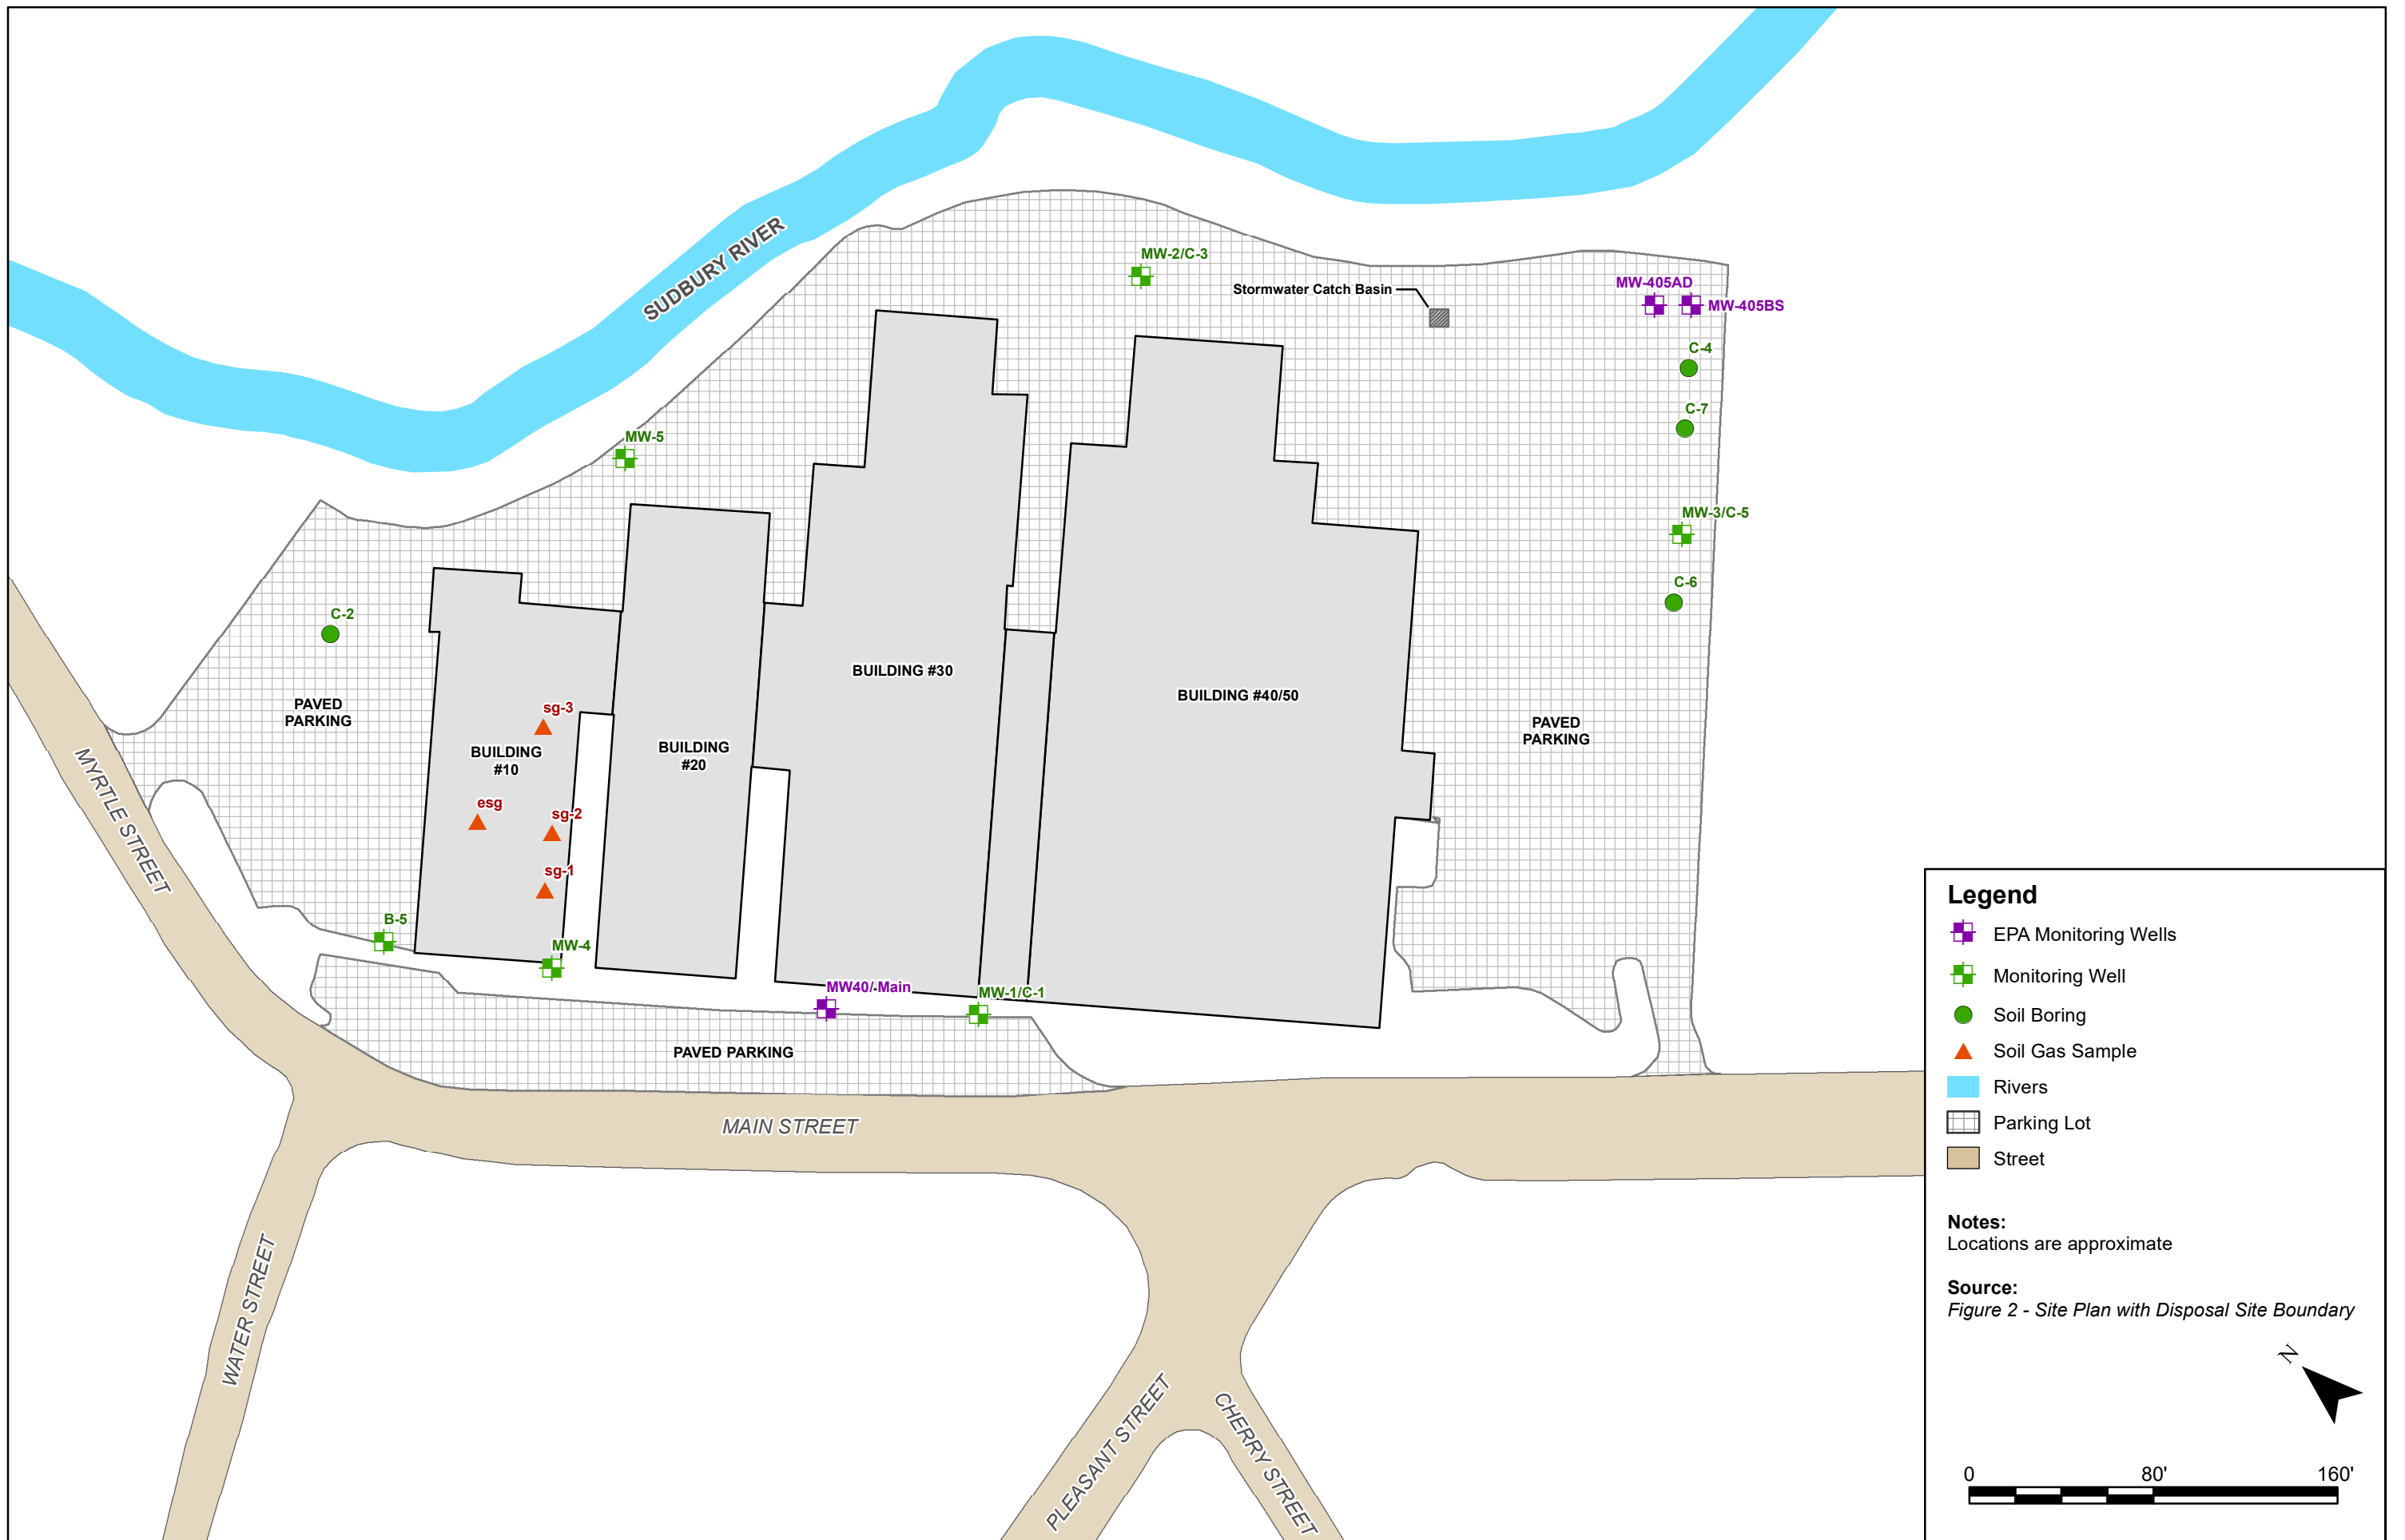 SUDBURY RIVER
MW-2/C-3
Stormwater Catch Basin
MW-405AD
MW-405BS
C-4
C-7
MW-5
MW-3/C-5
C-6
C-2
PAVED
PARKING
BUILDING #30
BUILDING #40/50
sg-3
BUILDING
#10
BUILDING
#20
PAVED
PARKING
esg
sg-2
sg-1
MYRTLE STREET
B-5
MW-4
MW40/-Main
MW-1/C-1
PAVED PARKING
MAIN STREET
WATER STREET
PLEASANT STREET
CHERRY STREET
Legend
EPA Monitoring Wells
Monitoring Well
Soil Boring
Soil Gas Sample
Rivers
Parking Lot
Street
Notes:
Locations are approximate
Source:
Figure 2 - Site Plan with Disposal Site Boundary
N
0 80' 160'